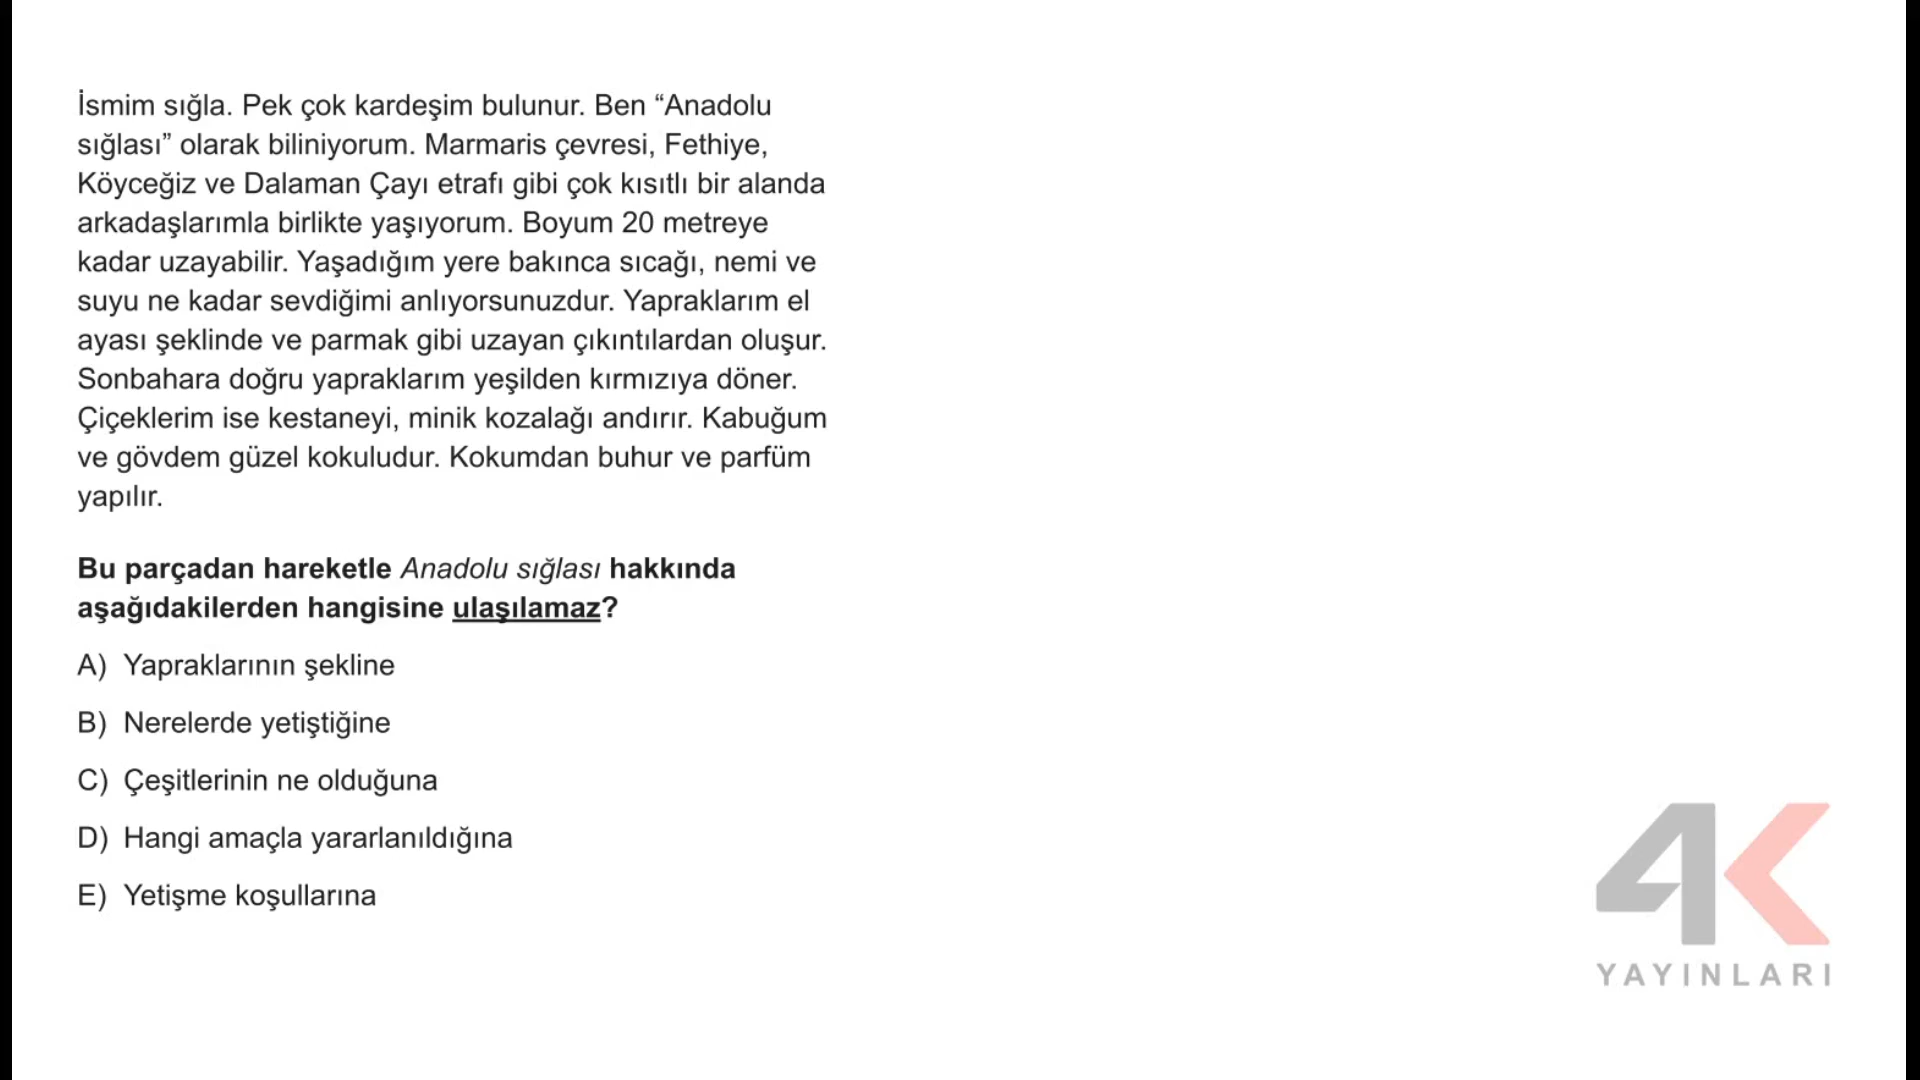 İsmim sığla. Pek çok kardeşim bulunur. Ben “Anadolu
sığlası” olarak biliniyorum. Marmaris çevresi, Fethiye,
Köyceğiz ve Dalaman Çayı etrafı gibi çok kısıtlı bir alanda
arkadaşlarımla birlikte yaşıyorum. Boyum 20 metreye
kadar uzayabilir. Yaşadığım yere bakınca sıcağı, nemi ve
suyu ne kadar sevdiğimi anlıyorsunuzdur. Yapraklarım el
ayası şeklinde ve parmak gibi uzayan çıkıntılardan oluşur.
Sonbahara doğru yapraklarım yeşilden kırmızıya döner.
Çiçeklerim ise kestaneyi, minik kozalağı andırır. Kabuğum
ve gövdem güzel kokuludur. Kokumdan buhur ve parfüm
yapılır.
Bu parçadan hareketle Anadolu sığlası hakkında
aşağıdakilerden hangisine ulaşılamaz?
A) Yapraklarının şekline
B) Nerelerde yetiştiğine
C) Çeşitlerinin ne olduğuna
D) Hangi amaçla yararlanıldığına
E) Yetişme koşullarına
4K
YAYINLARI